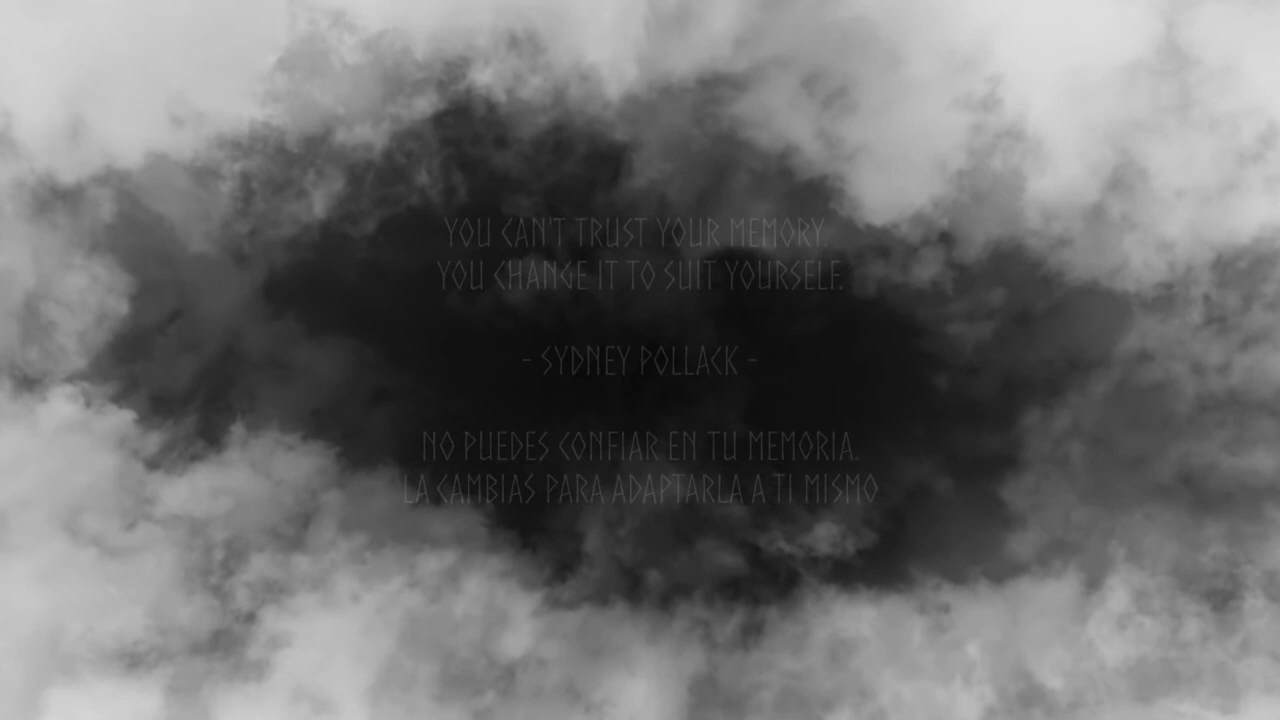 YOU CAN'T TRUST YOUR MEMORY.
YOU CHANGE IT TO SUIT YOURSELF.
- SYDNEY POLLACK -
NO PUEDES CONFIAR EN TU MEMORIA.
LA CAMBIAS PARA ADAPTARLA A TI MISMO